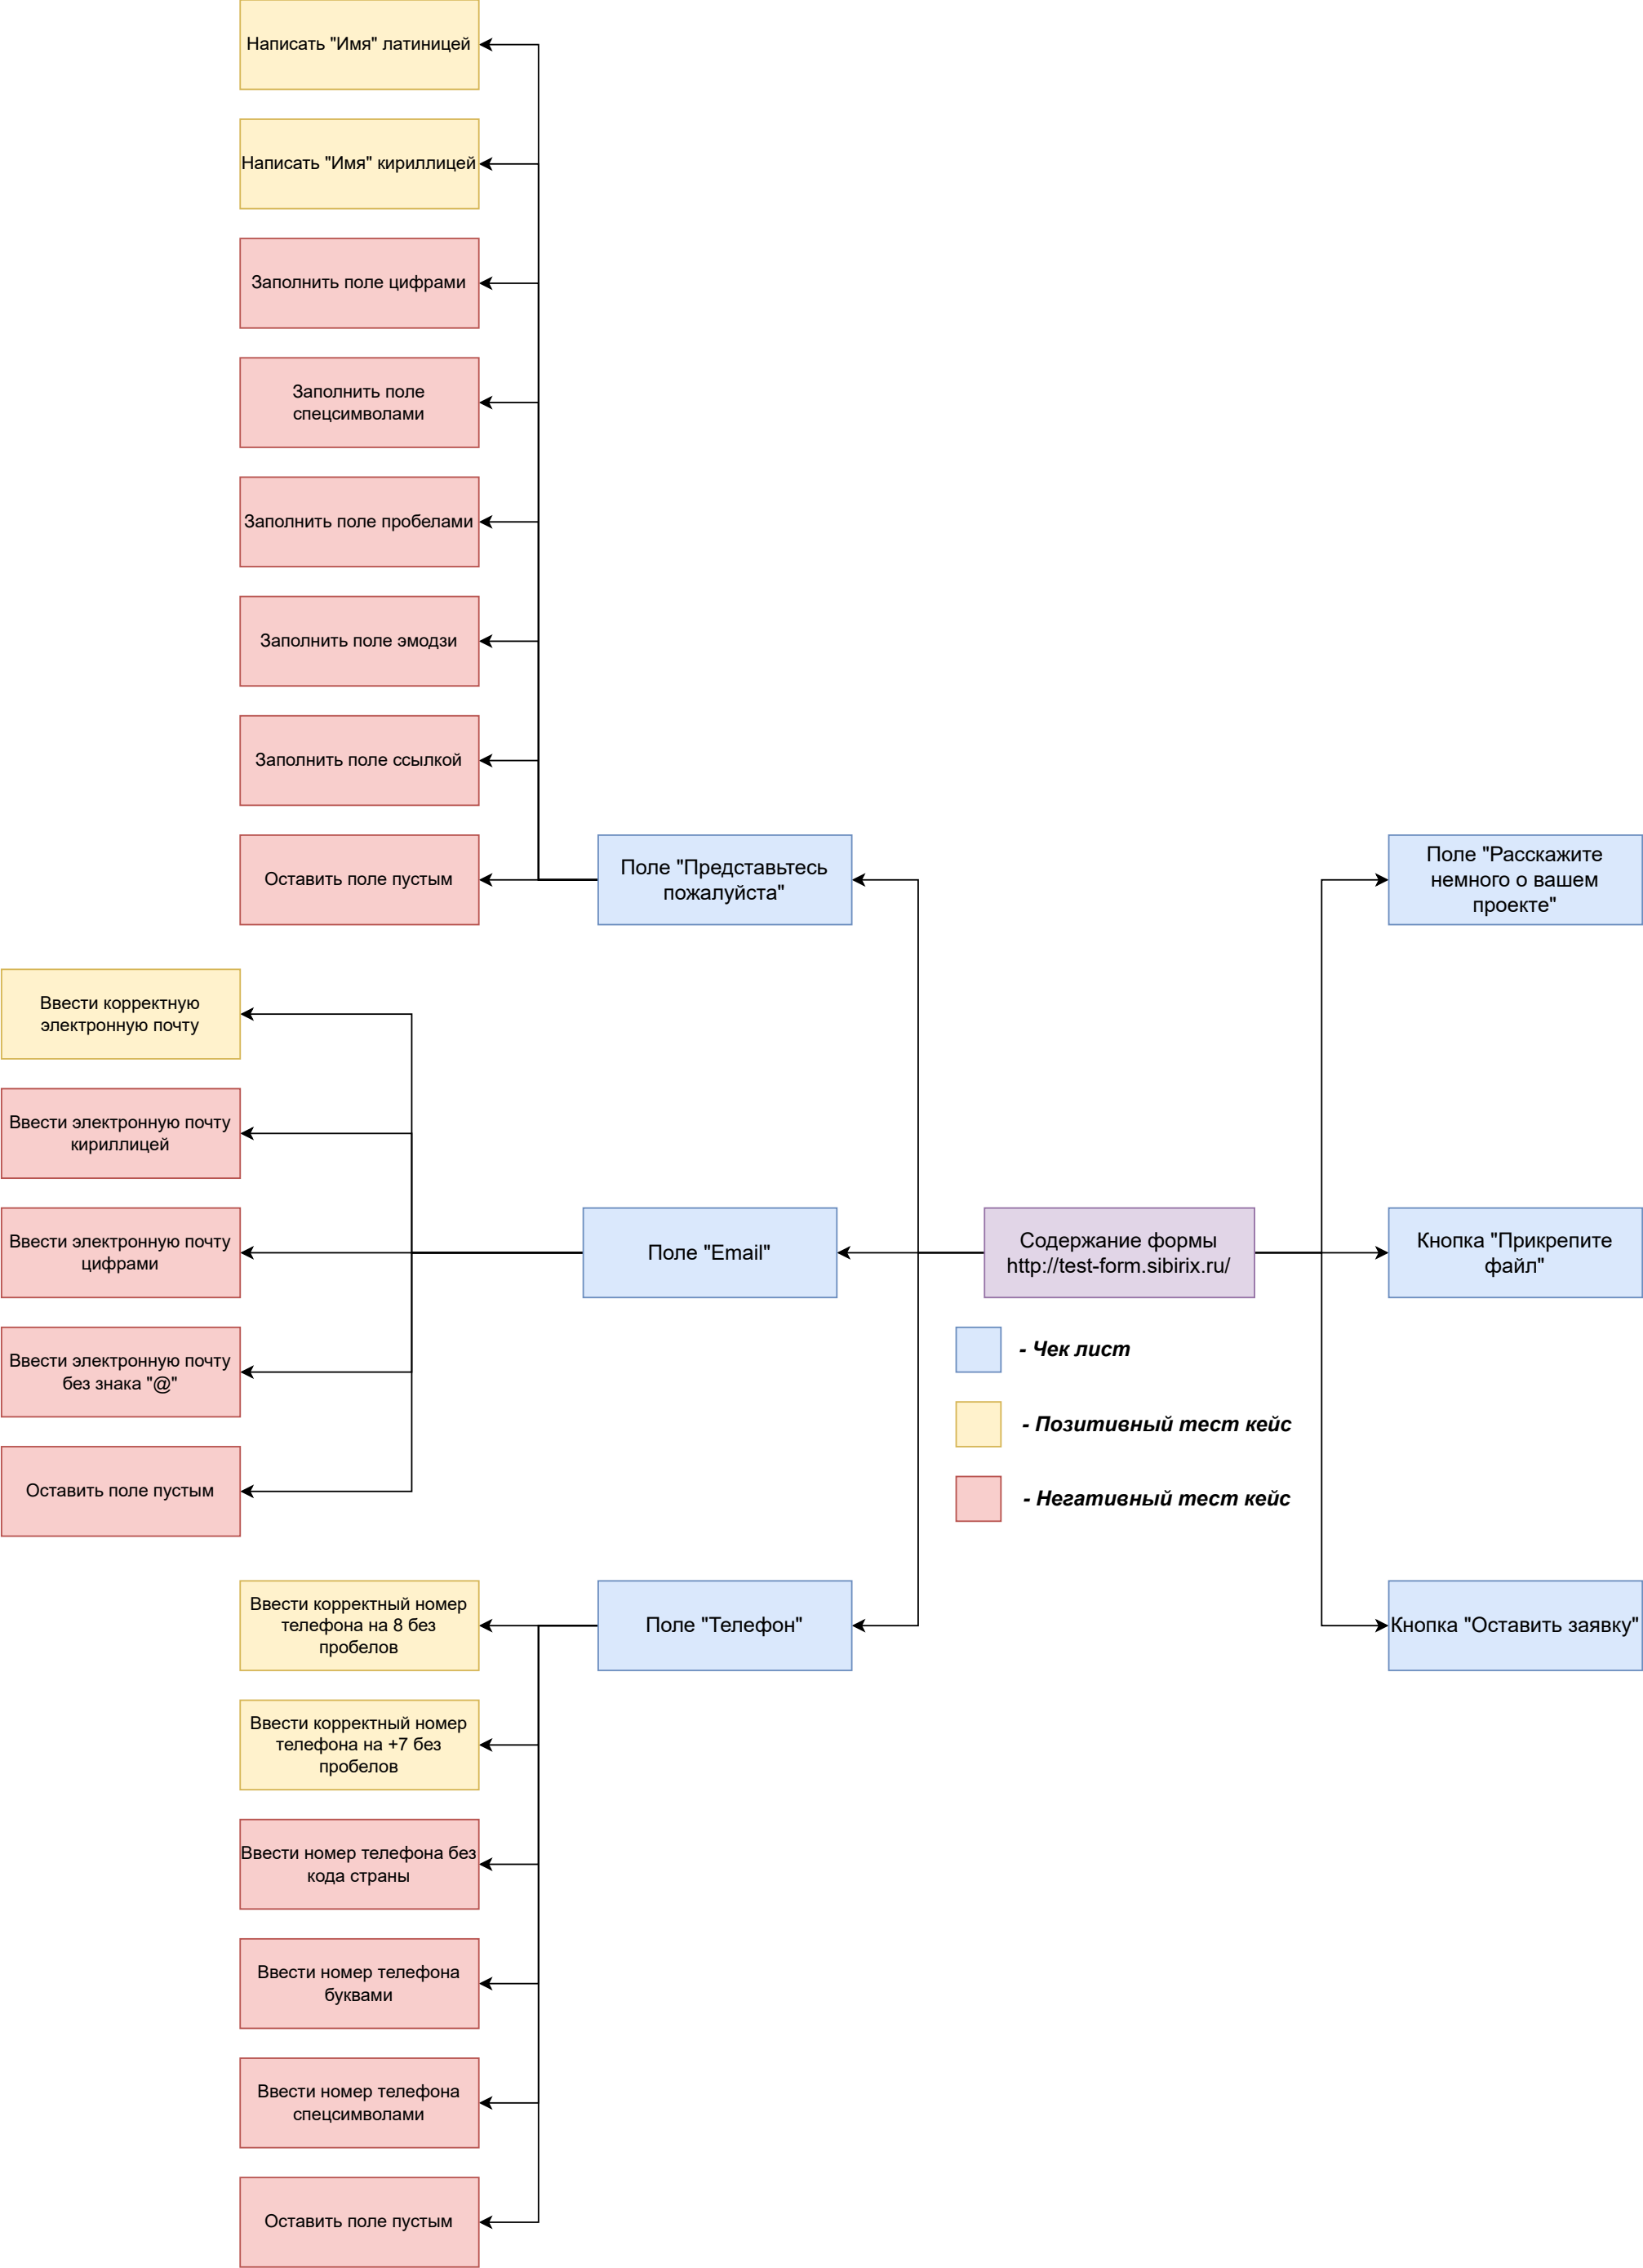 Написать "Имя" латиницей
Написать "Имя" кириллицей
Заполнить поле цифрами
Заполнить поле
спецсимволами
Заполнить поле пробелами
Заполнить поле эмодзи
Заполнить поле ссылкой
Оставить поле пустым
Поле "Представьтесь
пожалуйста"
Поле "Расскажите
немного о вашем
проекте"
Ввести корректную
электронную почту
Ввести электронную почту
кириллицей
Ввести электронную почту
цифрами
Ввести электронную почту
без знака "@"
Оставить поле пустым
Поле "Email"
Содержание формы
http://test-form.sibirix.ru/
Кнопка "Прикрепите
файл"
- Чек лист
- Позитивный тест кейс
- Негативный тест кейс
Ввести корректный номер
телефона на 8 без
пробелов
Поле "Телефон"
Кнопка "Оставить заявку"
Ввести корректный номер
телефона на +7 без
пробелов
Ввести номер телефона без
кода страны
Ввести номер телефона
буквами
Ввести номер телефона
спецсимволами
Оставить поле пустым